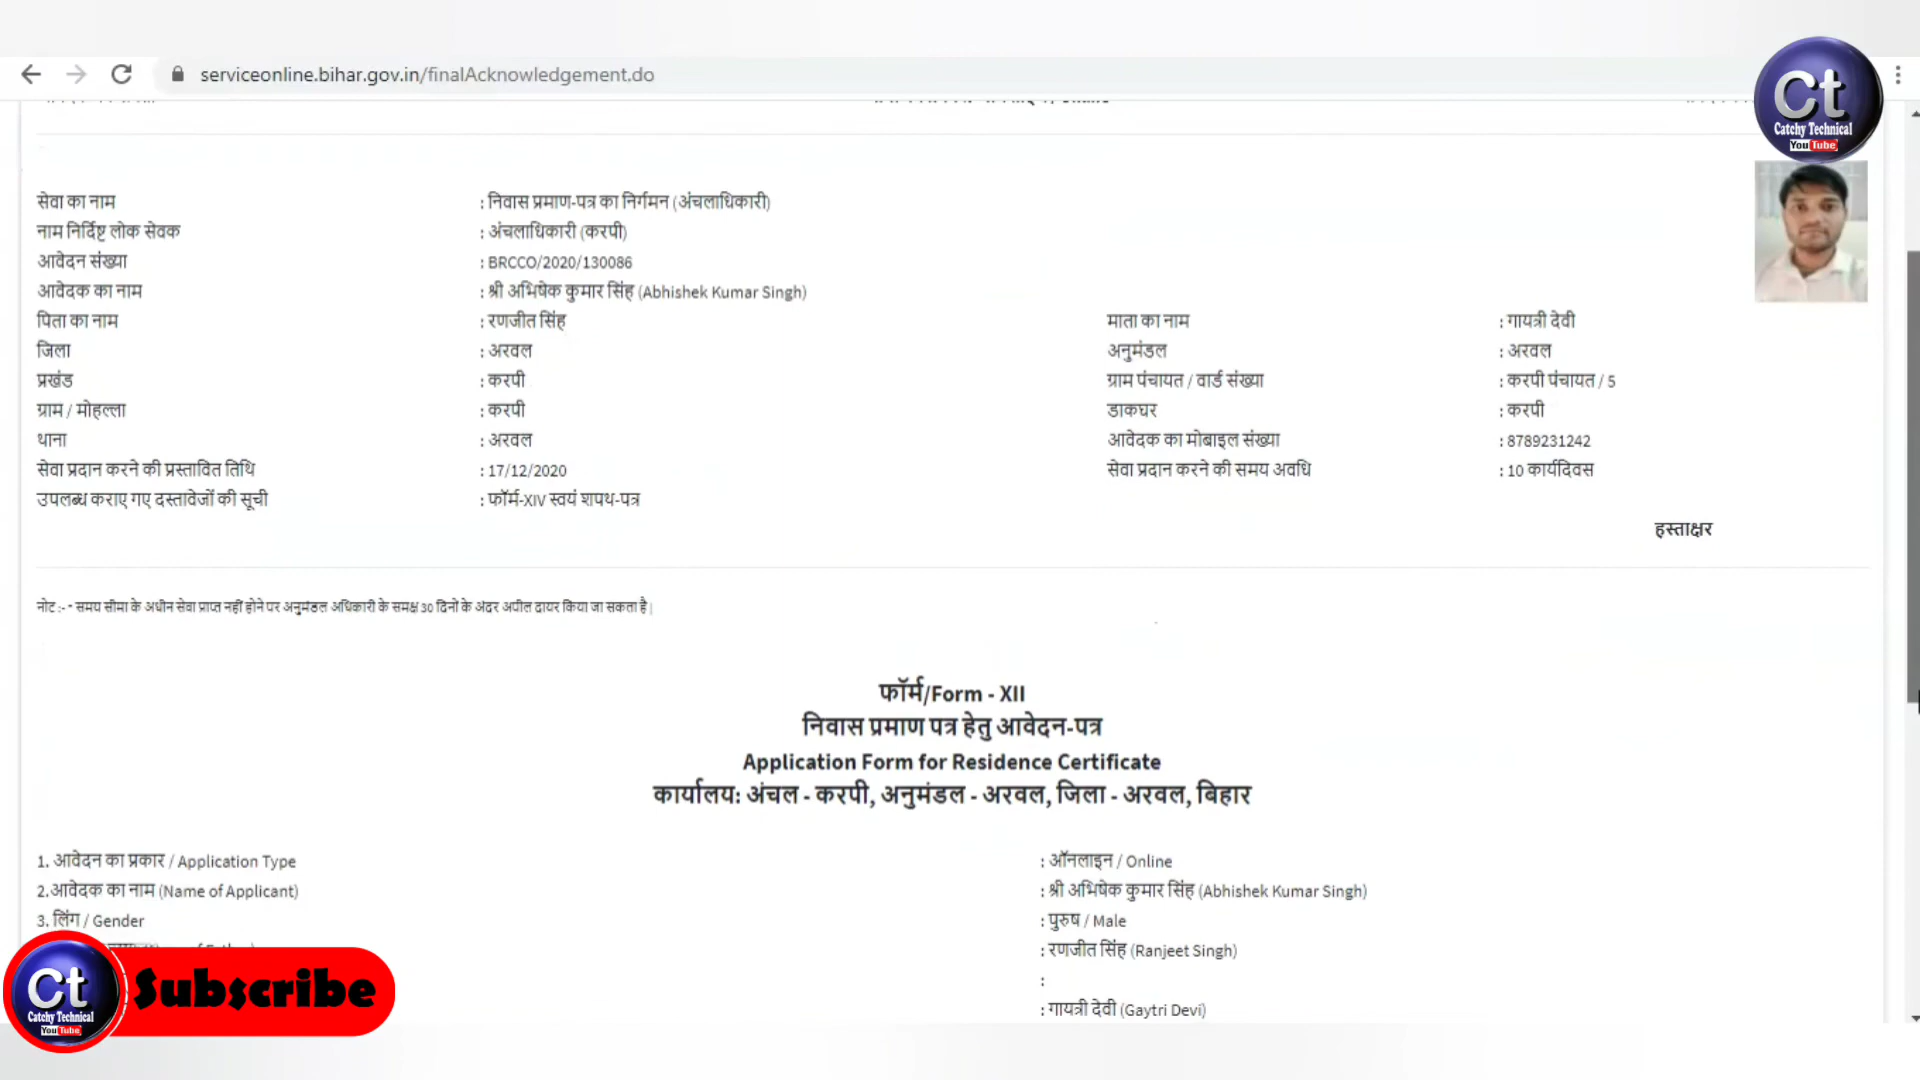 serviceonline.bihar.gov.in/finalAcknowledgement.do
Ct
Catchy Technical
YouTube
सेवा का नाम : निवास प्रमाण-पत्र का निर्गमन (अंचलाधिकारी)
नाम निर्दिष्ट लोक सेवक : अंचलाधिकारी (करपी)
आवेदन संख्या : BRCCO/2020/130086
आवेदक का नाम : श्री अभिषेक कुमार सिंह (Abhishek Kumar Singh)
पिता का नाम : रणजीत सिंह माता का नाम : गायत्री देवी
जिला : अरवल अनुमंडल : अरवल
प्रखंड : करपी ग्राम पंचायत / वार्ड संख्या : करपी पंचायत / 5
ग्राम / मोहल्ला : करपी डाकघर : करपी
थाना : अरवल आवेदक का मोबाइल संख्या : 8789231242
सेवा प्रदान करने की प्रस्तावित तिथि : 17/12/2020 सेवा प्रदान करने की समय अवधि : 10 कार्यदिवस
उपलब्ध कराए गए दस्तावेजों की सूची : फॉर्म-XIV स्वयं शपथ-पत्र
हस्ताक्षर
नोट :- * समय सीमा के अधीन सेवा प्राप्त नहीं होने पर अनुमंडल अधिकारी के समक्ष 30 दिनों के अंदर अपील दायर किया जा सकता है |
फॉर्म/Form - XII
निवास प्रमाण पत्र हेतु आवेदन-पत्र
Application Form for Residence Certificate
कार्यालय: अंचल - करपी, अनुमंडल - अरवल, जिला - अरवल, बिहार
1. आवेदन का प्रकार / Application Type : ऑनलाइन / Online
2.आवेदक का नाम (Name of Applicant) : श्री अभिषेक कुमार सिंह (Abhishek Kumar Singh)
3. लिंग / Gender : पुरुष / Male
: रणजीत सिंह (Ranjeet Singh)
:
: गायत्री देवी (Gaytri Devi)
Ct
Catchy Technical
YouTube
Subscribe